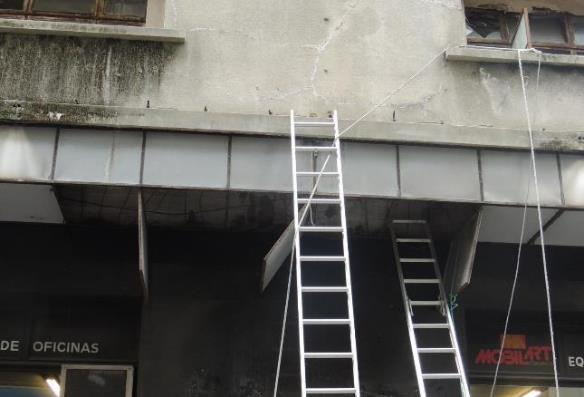 DE OFICINAS
MOBILART
EQ